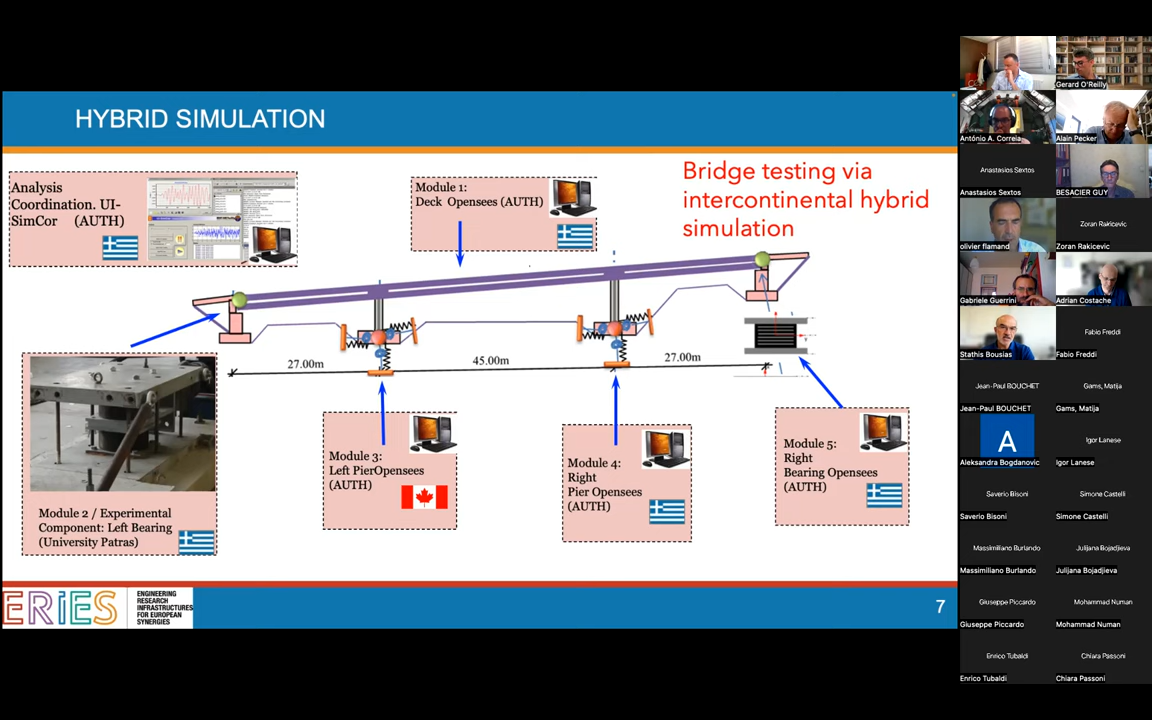 HYBRID SIMULATION
Analysis
Coordination. UI-
SimCor (AUTH)
Module 1:
Deck Opensees (AUTH)
Bridge testing via
intercontinental hybrid
simulation
27.00m
45.00m
27.00m
Module 2 / Experimental
Component: Left Bearing
(University Patras)
Module 3:
Left PierOpensees
(AUTH)
Module 4:
Right
Pier Opensees
(AUTH)
Module 5:
Right
Bearing Opensees
(AUTH)
ERIES
ENGINEERING
RESEARCH
INFRASTRUCTURES
FOR EUROPEAN
SYNERGIES
7
Gerard O'Reilly
António A. Correia
Alain Pecker
Anastasios Sextos
Anastasios Sextos
BESACIER GUY
olivier flamand
Zoran Rakicevic
Zoran Rakicevic
Gabriele Guerrini
Adrian Costache
Stathis Bousias
Fabio Freddi
Fabio Freddi
Jean-Paul BOUCHET
Gams, Matija
Jean-Paul BOUCHET
Gams, Matija
A
Igor Lanese
Aleksandra Bogdanovic
Igor Lanese
Saverio Bisoni
Simone Castelli
Saverio Bisoni
Simone Castelli
Massimiliano Burlando
Julijana Bojadjieva
Massimiliano Burlando
Julijana Bojadjieva
Giuseppe Piccardo
Mohammad Numan
Giuseppe Piccardo
Mohammad Numan
Enrico Tubaldi
Chiara Passoni
Enrico Tubaldi
Chiara Passoni